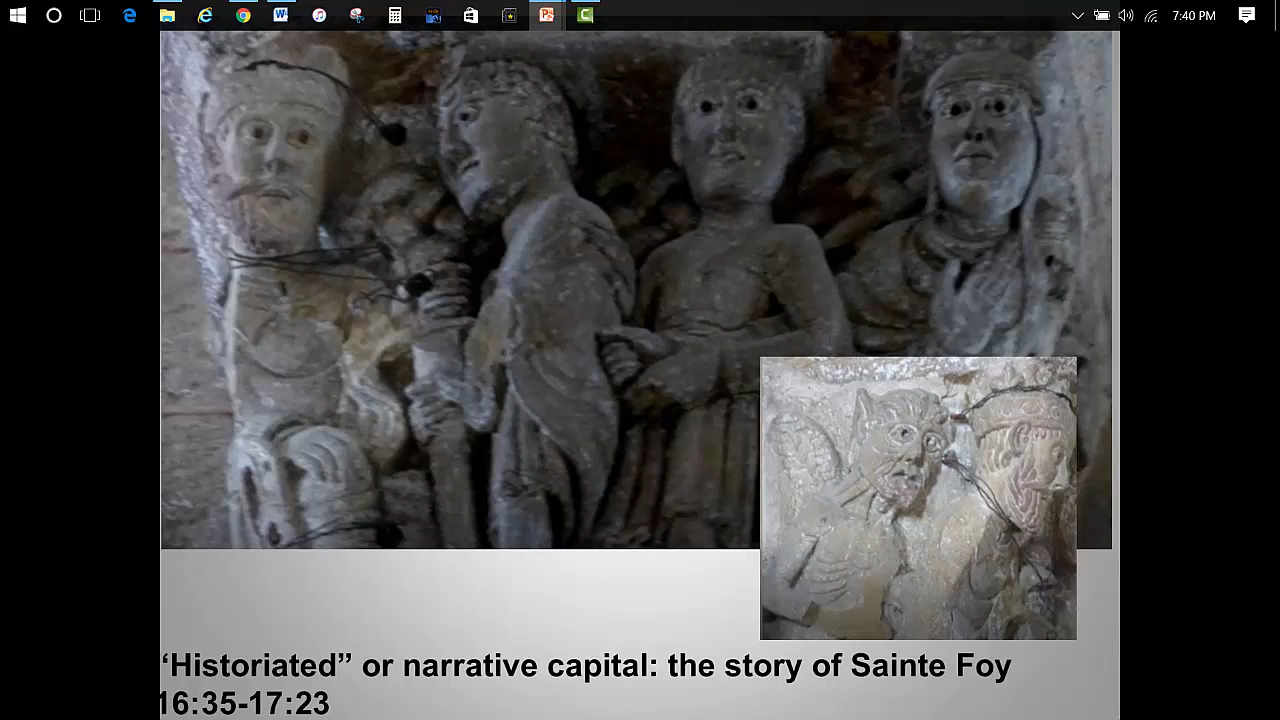 7:40 PM
‘Historiated” or narrative capital: the story of Sainte Foy
16:35-17:23